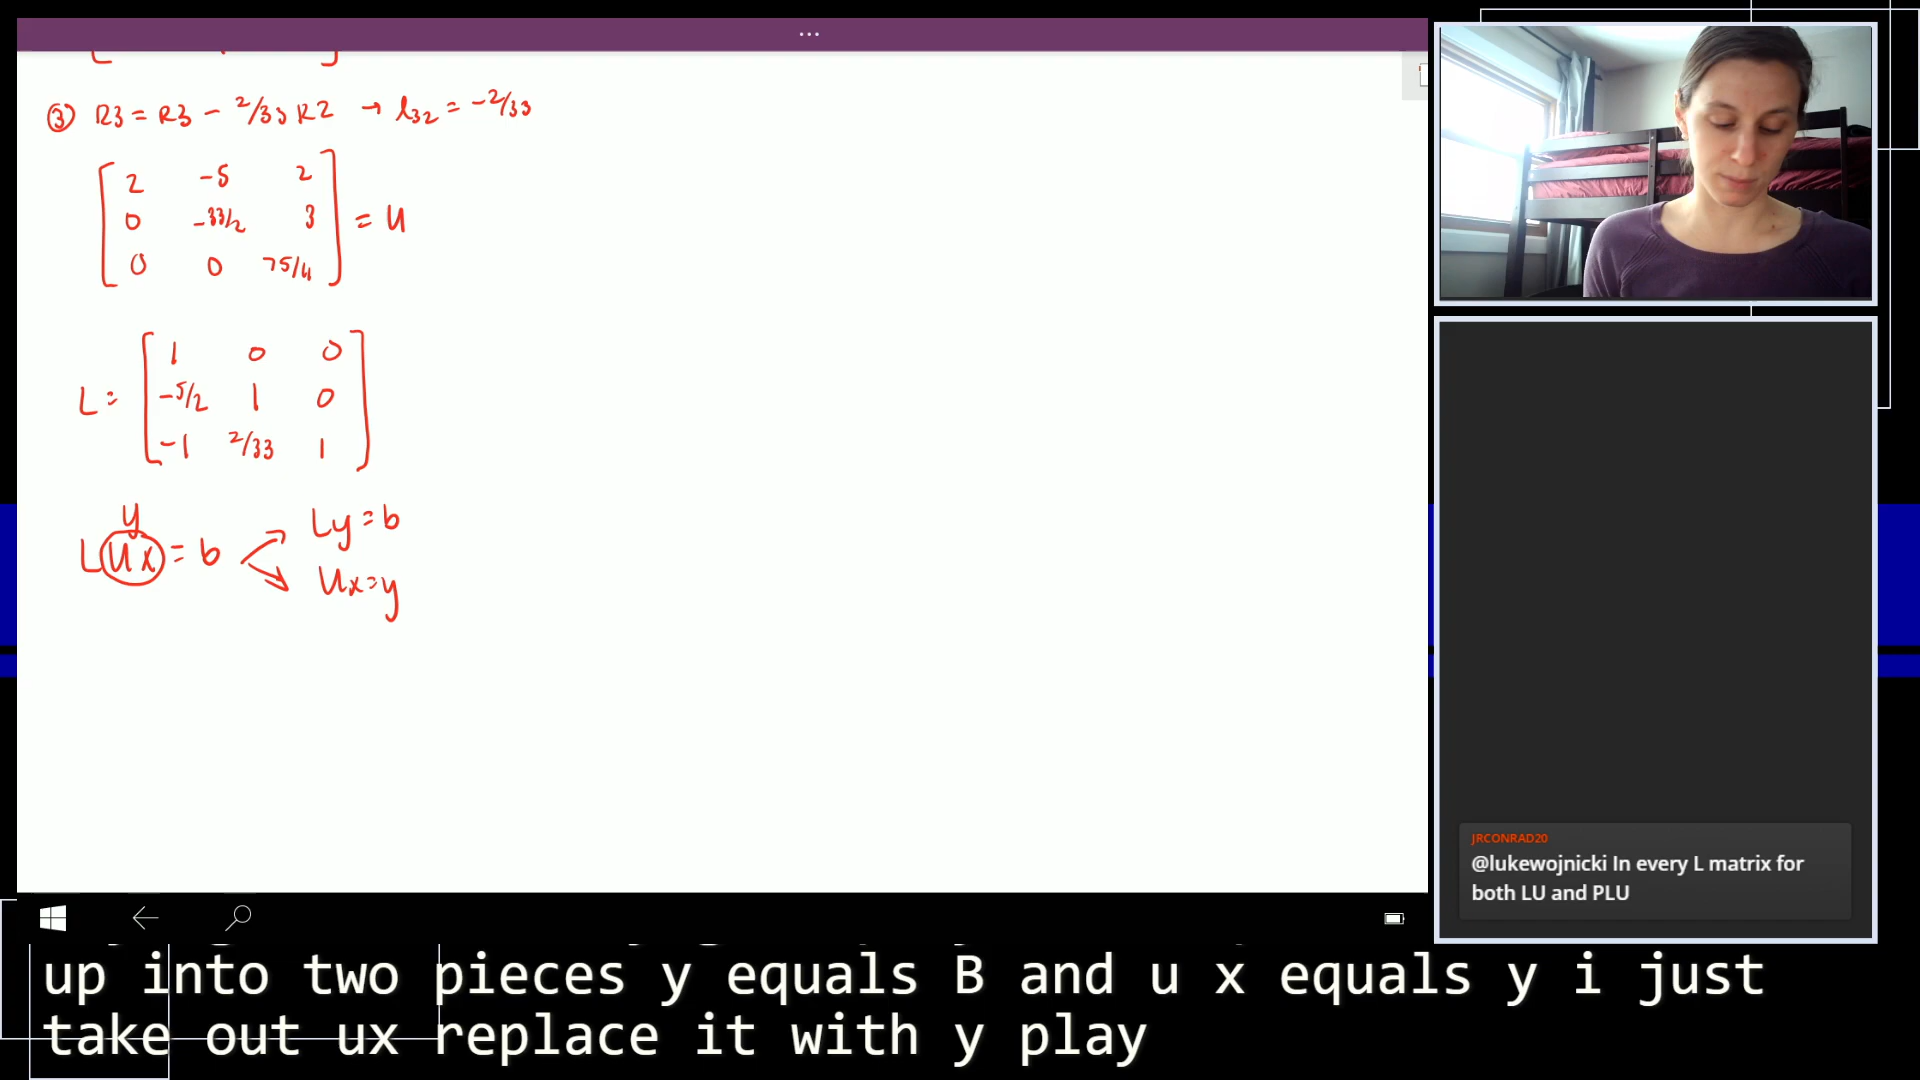 ...
③ R3 = R3 - 2/33 R2 → l32 = -2/33
2 -5 2
0 -33/2 3 = U
0 0 75/4
1 0 0
L = -5/2 1 0
-1 2/33 1
y
LUx = b
Ly = b
Ux = y
JRCONRAD20
@lukewojnicki In every L matrix for
both LU and PLU
up into two pieces y equals B and u x equals y i just
take out ux replace it with y play